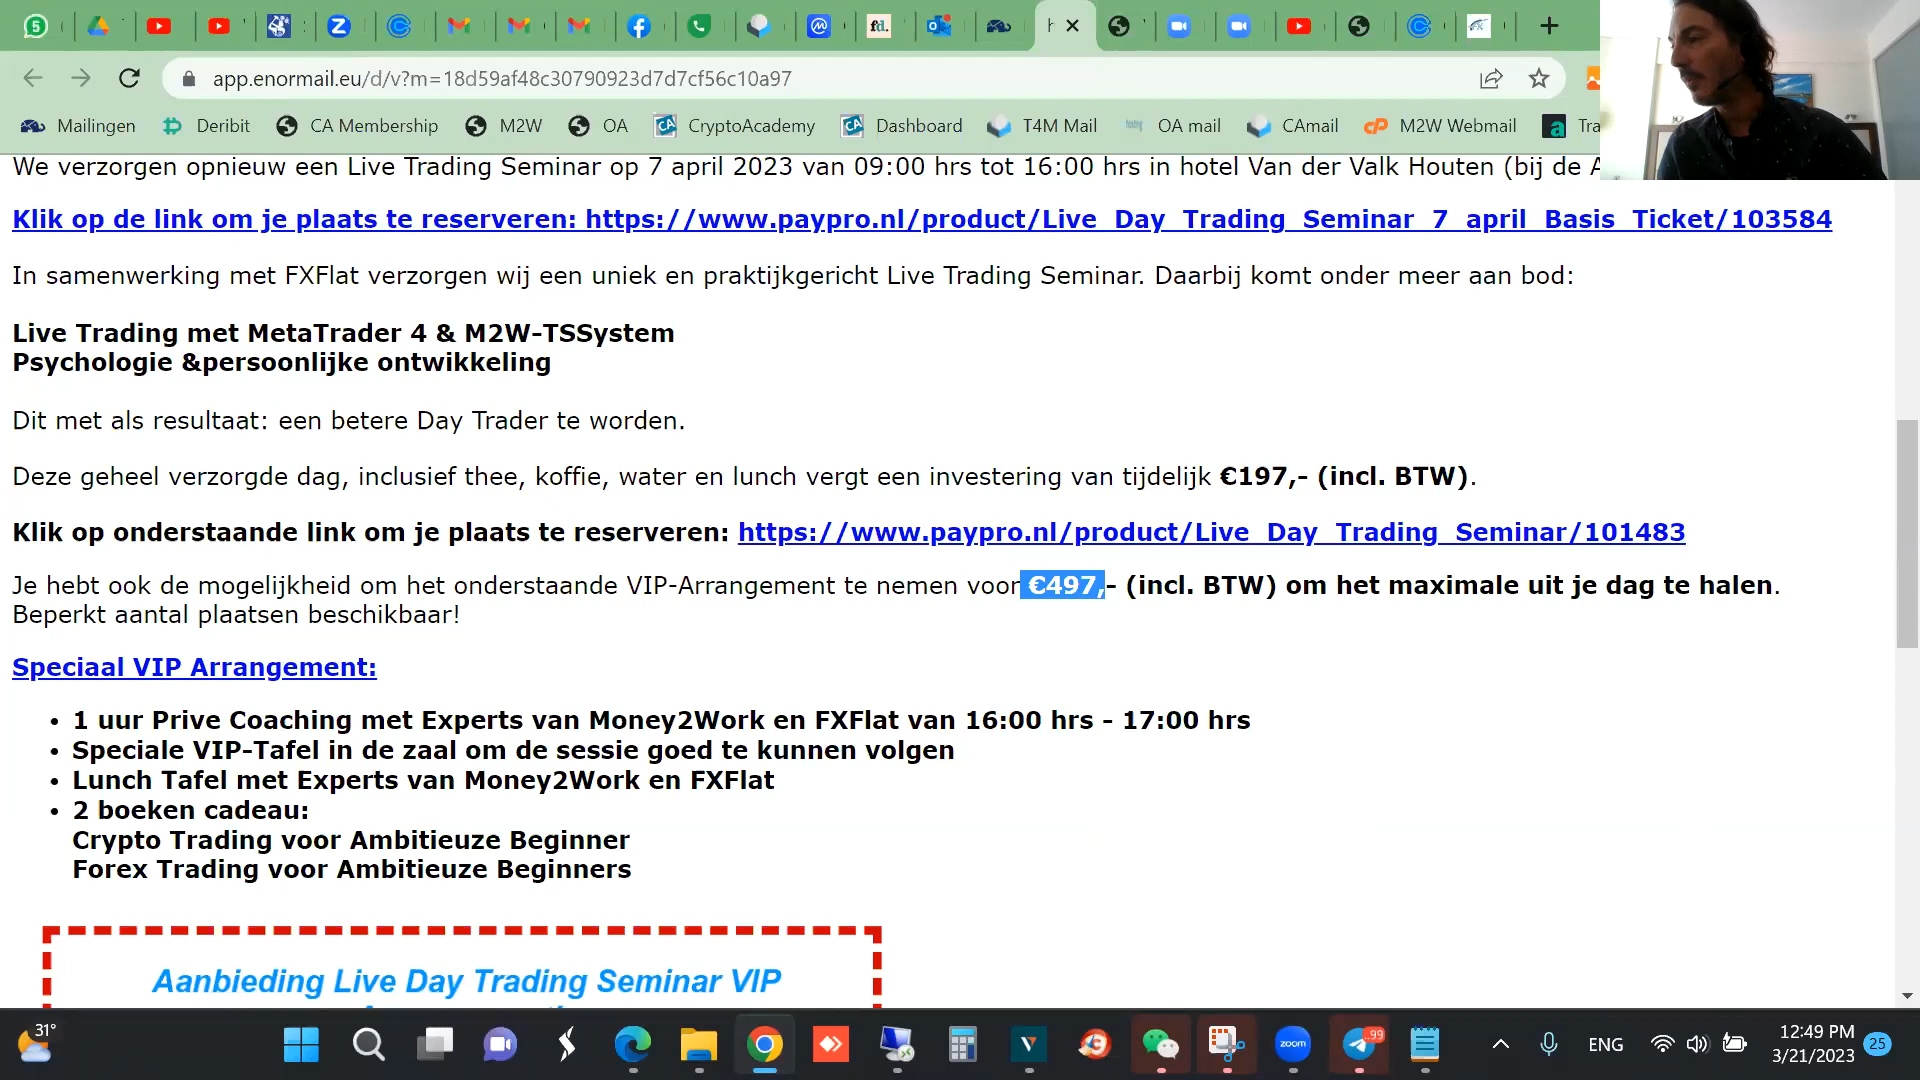 app.enormail.eu/d/v?m=18d59af48c30790923d7d7cf56c10a97
Mailingen Deribit CA Membership M2W OA CryptoAcademy Dashboard T4M Mail OA mail CAmail M2W Webmail
We verzorgen opnieuw een Live Trading Seminar op 7 april 2023 van 09:00 hrs tot 16:00 hrs in hotel Van der Valk Houten (bij de
Klik op de link om je plaats te reserveren: https://www.paypro.nl/product/Live_Day_Trading_Seminar_7_april_Basis_Ticket/103584
In samenwerking met FXFlat verzorgen wij een uniek en praktijkgericht Live Trading Seminar. Daarbij komt onder meer aan bod:
Live Trading met MetaTrader 4 & M2W-TSSystem
Psychologie &persoonlijke ontwikkeling
Dit met als resultaat: een betere Day Trader te worden.
Deze geheel verzorgde dag, inclusief thee, koffie, water en lunch vergt een investering van tijdelijk €197,- (incl. BTW).
Klik op onderstaande link om je plaats te reserveren: https://www.paypro.nl/product/Live_Day_Trading_Seminar/101483
Je hebt ook de mogelijkheid om het onderstaande VIP-Arrangement te nemen voor €497,- (incl. BTW) om het maximale uit je dag te halen.
Beperkt aantal plaatsen beschikbaar!
Speciaal VIP Arrangement:
• 1 uur Prive Coaching met Experts van Money2Work en FXFlat van 16:00 hrs - 17:00 hrs
• Speciale VIP-Tafel in de zaal om de sessie goed te kunnen volgen
• Lunch Tafel met Experts van Money2Work en FXFlat
• 2 boeken cadeau:
Crypto Trading voor Ambitieuze Beginner
Forex Trading voor Ambitieuze Beginners
Aanbieding Live Day Trading Seminar VIP
31°
zoom
99
ENG
12:49 PM
3/21/2023
25